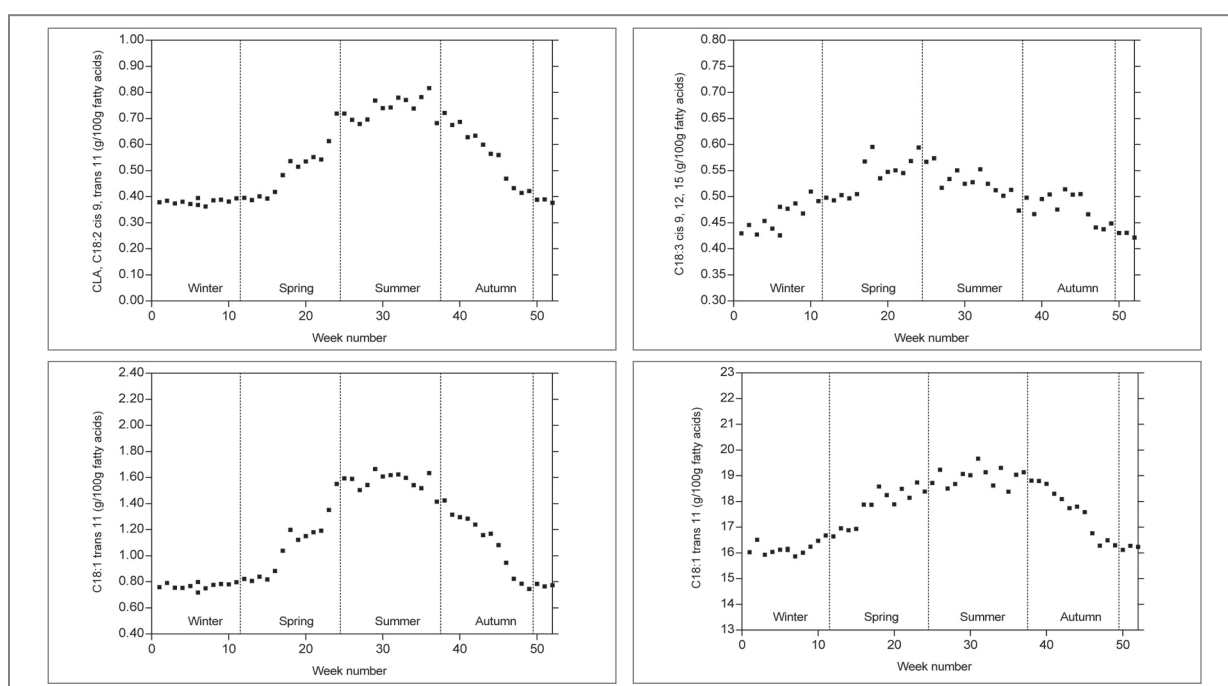 CLA, C18:2 cis 9, trans 11 (g/100g fatty acids)
1.00
0.90
0.80
0.70
0.60
0.50
0.40
0.30
0.20
0.10
0.00
Winter Spring Summer Autumn
0 10 20 30 40 50
Week number
C18:3 cis 9, 12, 15 (g/100g fatty acids)
0.80
0.75
0.70
0.65
0.60
0.55
0.50
0.45
0.40
0.35
0.30
Winter Spring Summer Autumn
0 10 20 30 40 50
Week number
C18:1 trans 11 (g/100g fatty acids)
2.40
2.00
1.80
1.60
1.20
1.00
0.80
0.60
0.40
Winter Spring Summer Autumn
0 10 20 30 40 50
Week number
C18:1 trans 11 (g/100g fatty acids)
23
22
21
20
19
18
17
16
15
14
13
Winter Spring Summer Autumn
0 10 20 30 40 50
Week number